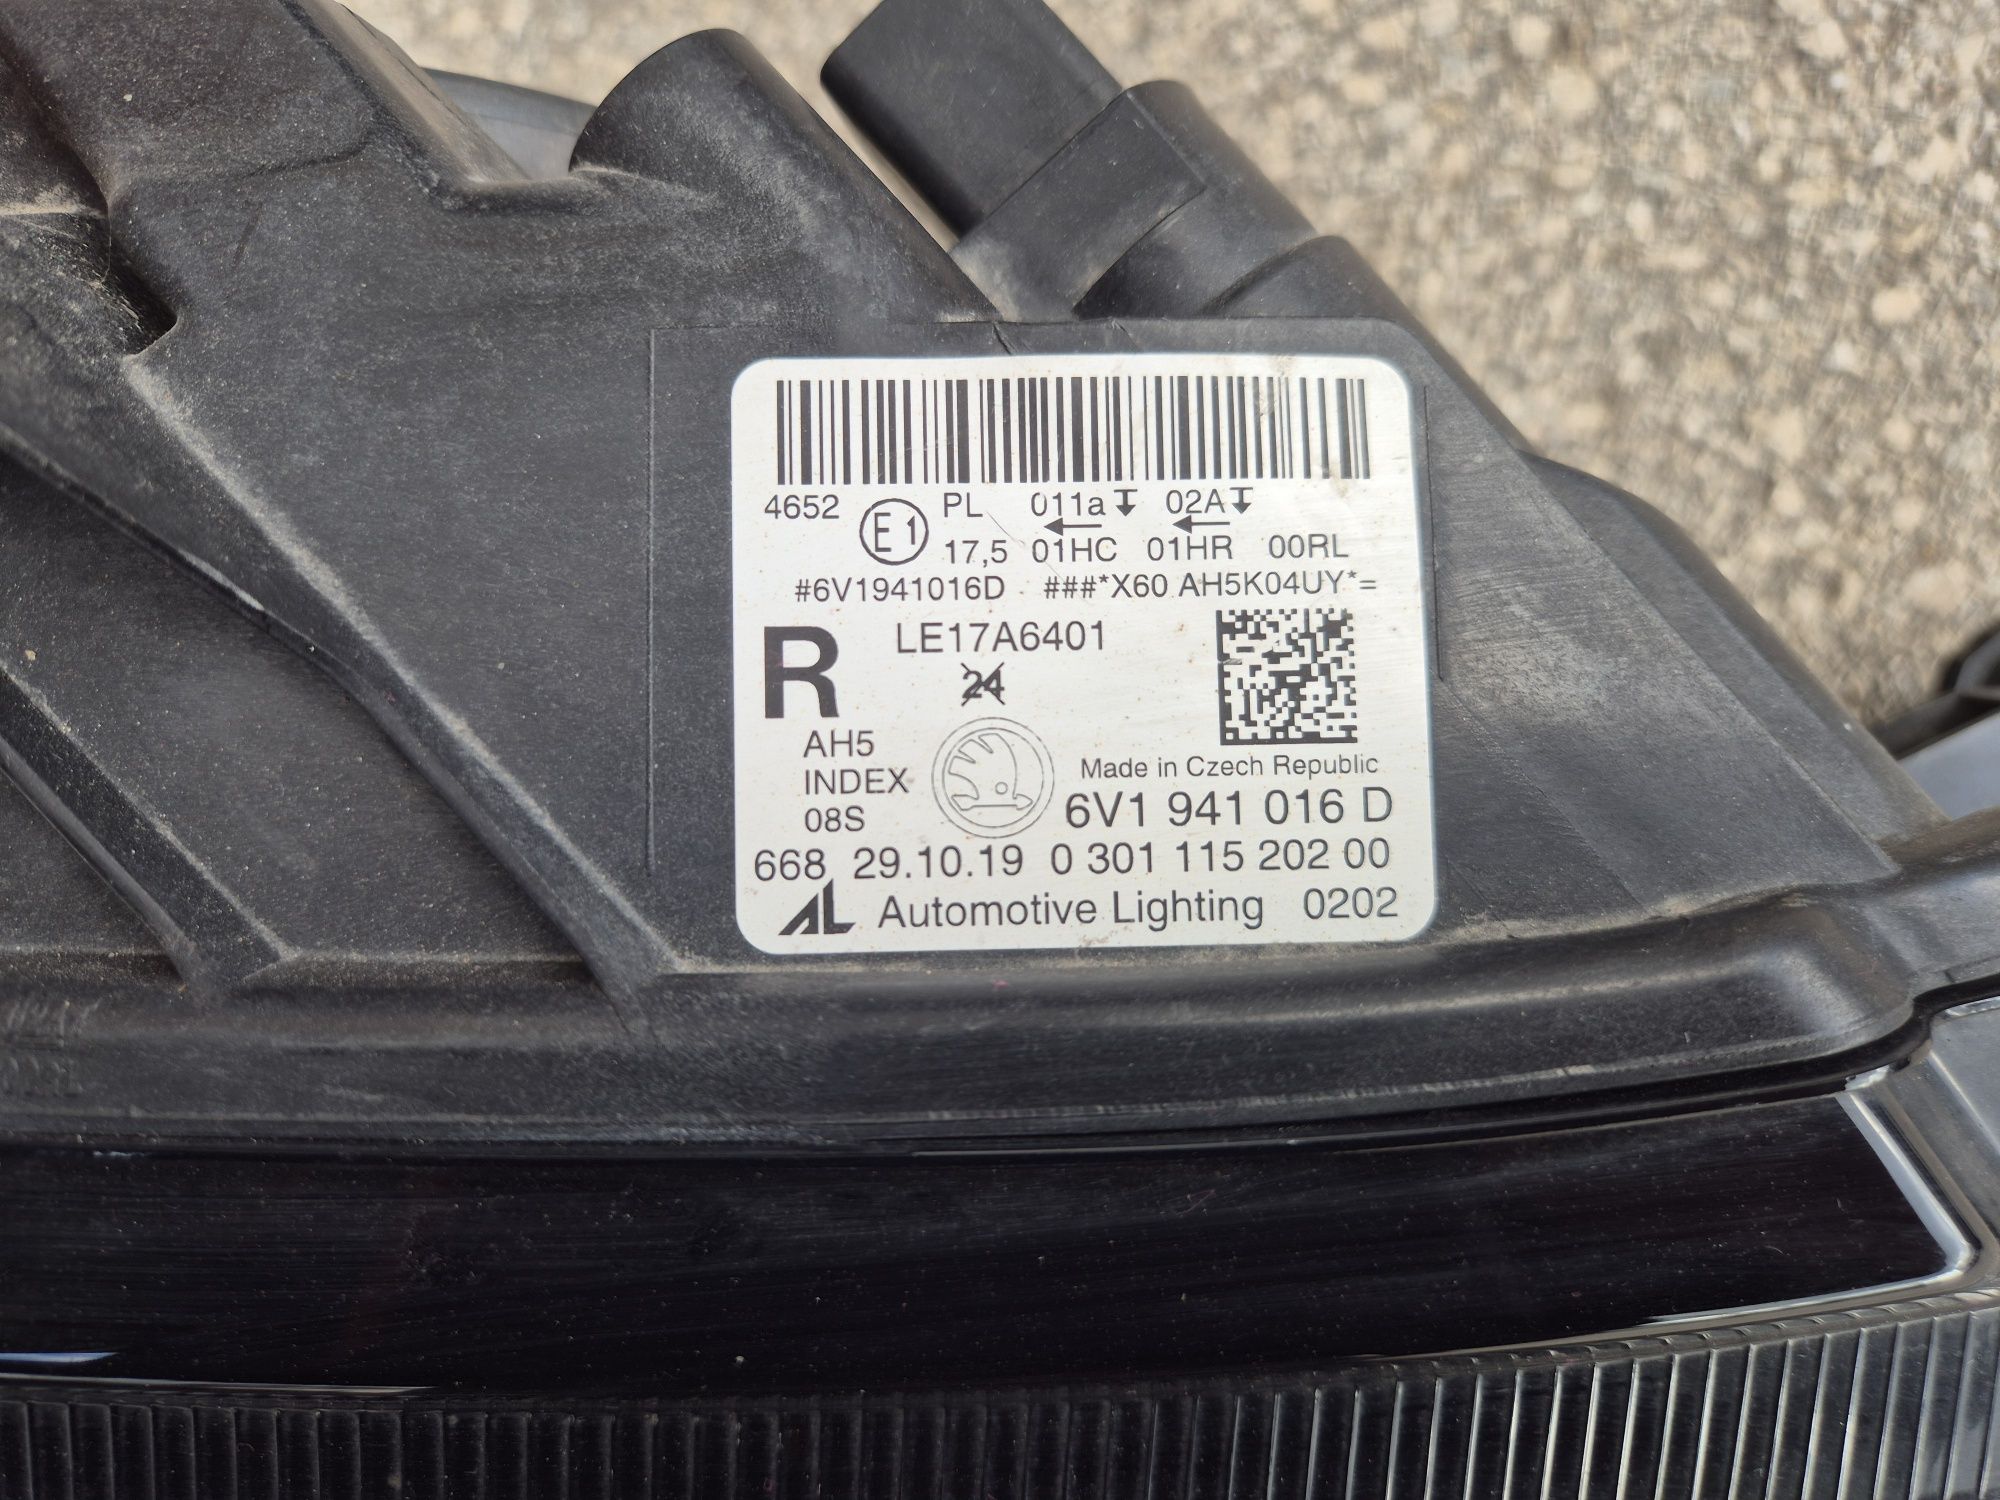 4652 E1 PL 011a 02A
17,5 01HC 01HR 00RL
#6V1941016D ###*X60 AH5K04UY*=
R LE17A6401
24
AH5
INDEX
08S
Made in Czech Republic
6V1 941 016 D
668 29.10.19 0 301 115 202 00
AL Automotive Lighting 0202